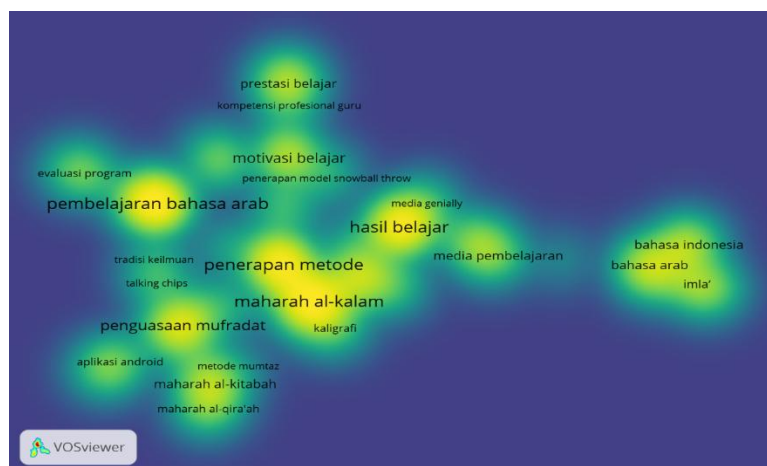 prestasi belajar
kompetensi profesional guru
motivasi belajar
evaluasi program
penerapan model snowball throw
pembelajaran bahasa arab
media genially
hasil belajar
bahasa indonesia
media pembelajaran
tradisi keilmuan
penerapan metode
bahasa arab
talking chips
imla’
maharah al-kalam
penguasaan mufradat
kaligrafi
aplikasi android
metode mumtaz
maharah al-kitabah
maharah al-qira'ah
VOSviewer